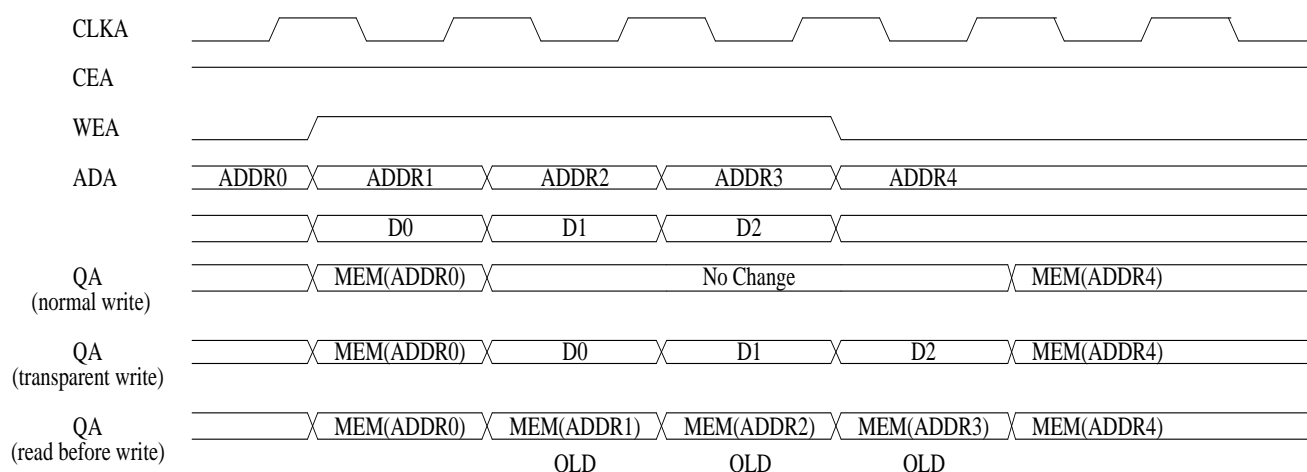 CLKA
CEA
WEA
ADA ADDR0 ADDR1 ADDR2 ADDR3 ADDR4
D0 D1 D2
QA MEM(ADDR0) No Change MEM(ADDR4)
(normal write)
QA MEM(ADDR0) D0 D1 D2 MEM(ADDR4)
(transparent write)
QA MEM(ADDR0) MEM(ADDR1) MEM(ADDR2) MEM(ADDR3) MEM(ADDR4)
(read before write) OLD OLD OLD